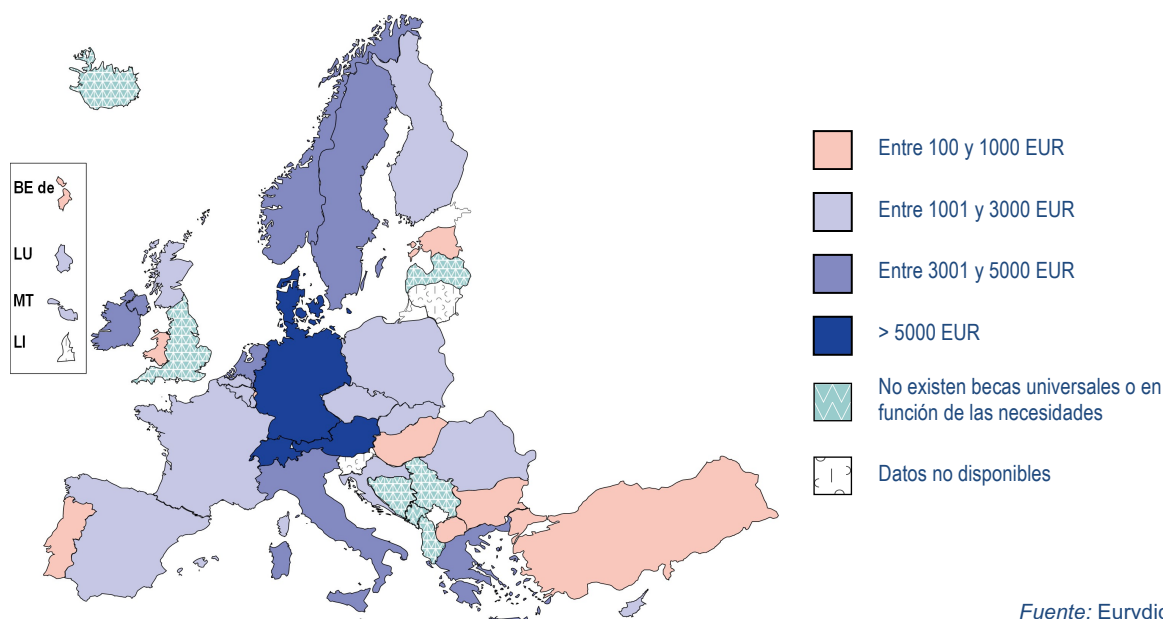 BE de
LU
MT
LI
Entre 100 y 1000 EUR
Entre 1001 y 3000 EUR
Entre 3001 y 5000 EUR
> 5000 EUR
No existen becas universales o en
función de las necesidades
Datos no disponibles
Fuente: Eurydic